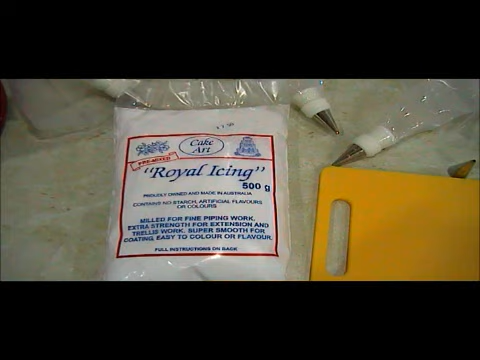 Cake
Art
PRE-MIXED
"Royal Icing"
500 g
PROUDLY OWNED AND MADE IN AUSTRALIA
CONTAINS NO STARCH, ARTIFICIAL FLAVOURS
OR COLOURS
MILLED FOR FINE PIPING WORK.
EXTRA STRENGTH FOR EXTENSION AND
TRELLIS WORK. SUPER SMOOTH FOR
COATING. EASY TO COLOUR OR FLAVOUR.
FULL INSTRUCTIONS ON BACK